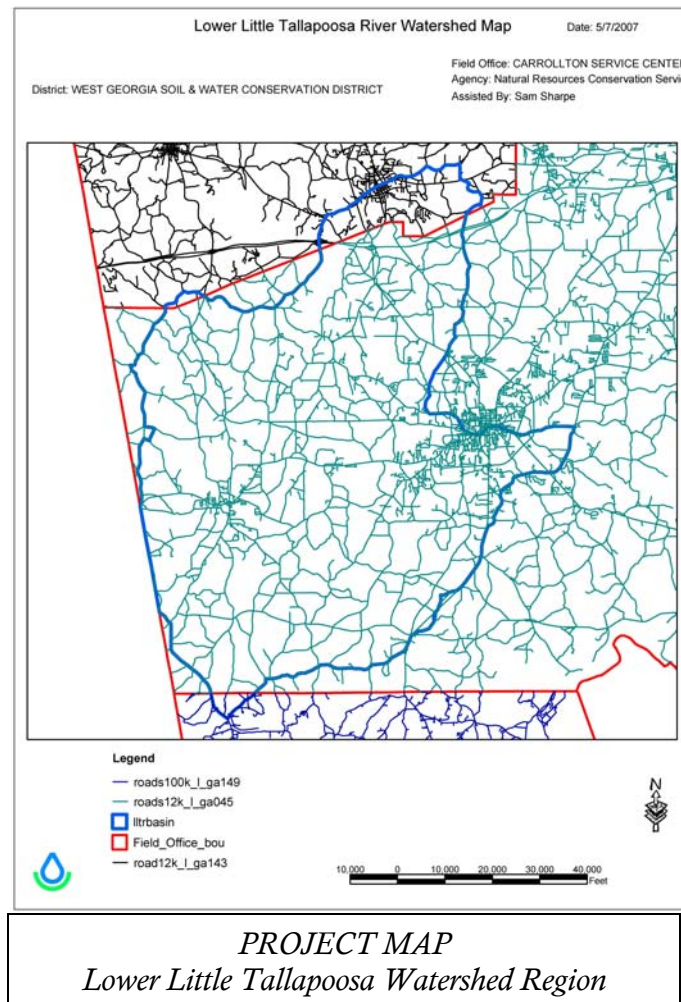 Lower Little Tallapoosa River Watershed Map
Date: 5/7/2007
Field Office: CARROLLTON SERVICE CENTER
Agency: Natural Resources Conservation Servi
Assisted By: Sam Sharpe
District: WEST GEORGIA SOIL & WATER CONSERVATION DISTRICT
Legend
roads100k_l_ga149
roads12k_l_ga045
lltrbasin
Field_Office_bou
road12k_l_ga143
N
10,000 0 10,000 20,000 30,000 40,000
Feet
PROJECT MAP
Lower Little Tallapoosa Watershed Region